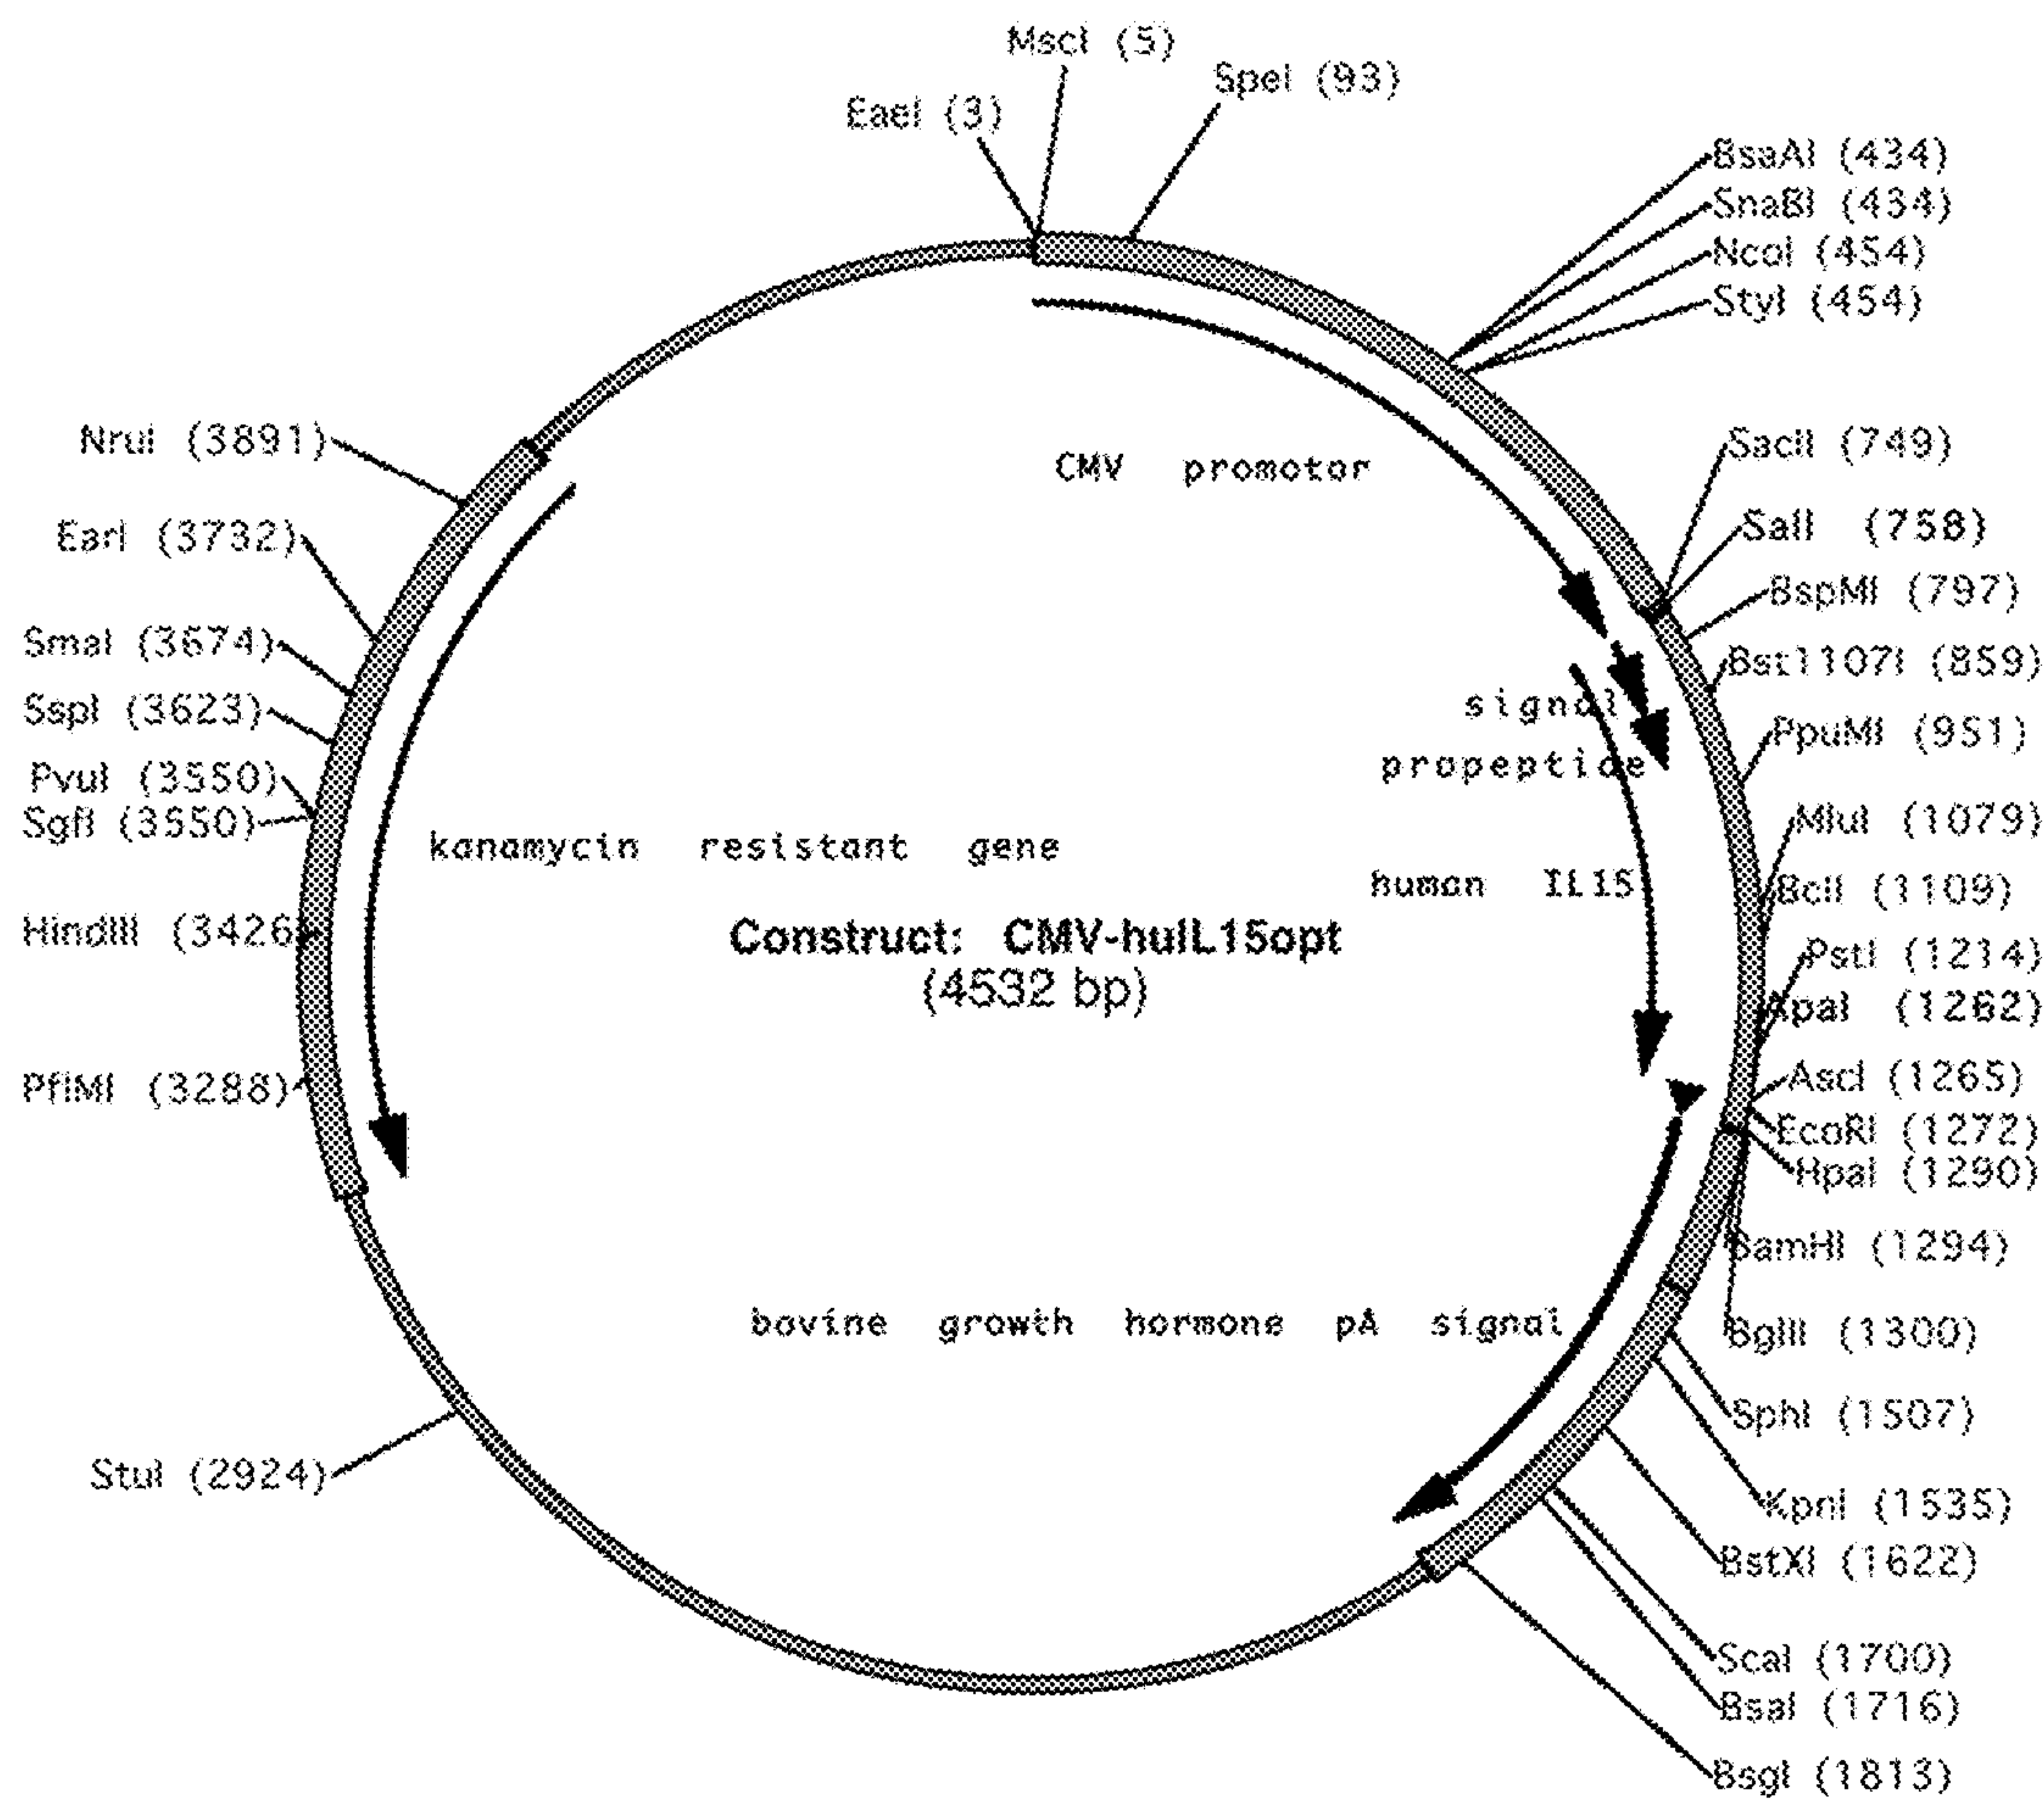 MscI (5)
SpeI (93)
EaeI (3)
BsaAI (434)
SnaBI (434)
NcoI (454)
StyI (454)
NruI (3891)
SacII (749)
CMV promotor
SalI (758)
EarI (3732)
BspMI (797)
SmaI (3674)
Bst1107I (859)
SspI (3623)
signal
PpuMI (951)
propeptide
PvuI (3550)
SgfI (3550)
MluI (1079)
kanamycin resistant gene
human IL15
BclI (1109)
HindIII (3426)
Construct: CMV-huIL15opt
(4532 bp)
PstI (1214)
ApaI (1262)
PflMI (3288)
AscI (1265)
EcoRI (1272)
HpaI (1290)
BamHI (1294)
bovine growth hormone pA signal
BglII (1300)
SphI (1507)
StuI (2924)
KpnI (1535)
BstXI (1622)
ScaI (1700)
BsaI (1716)
BsgI (1813)